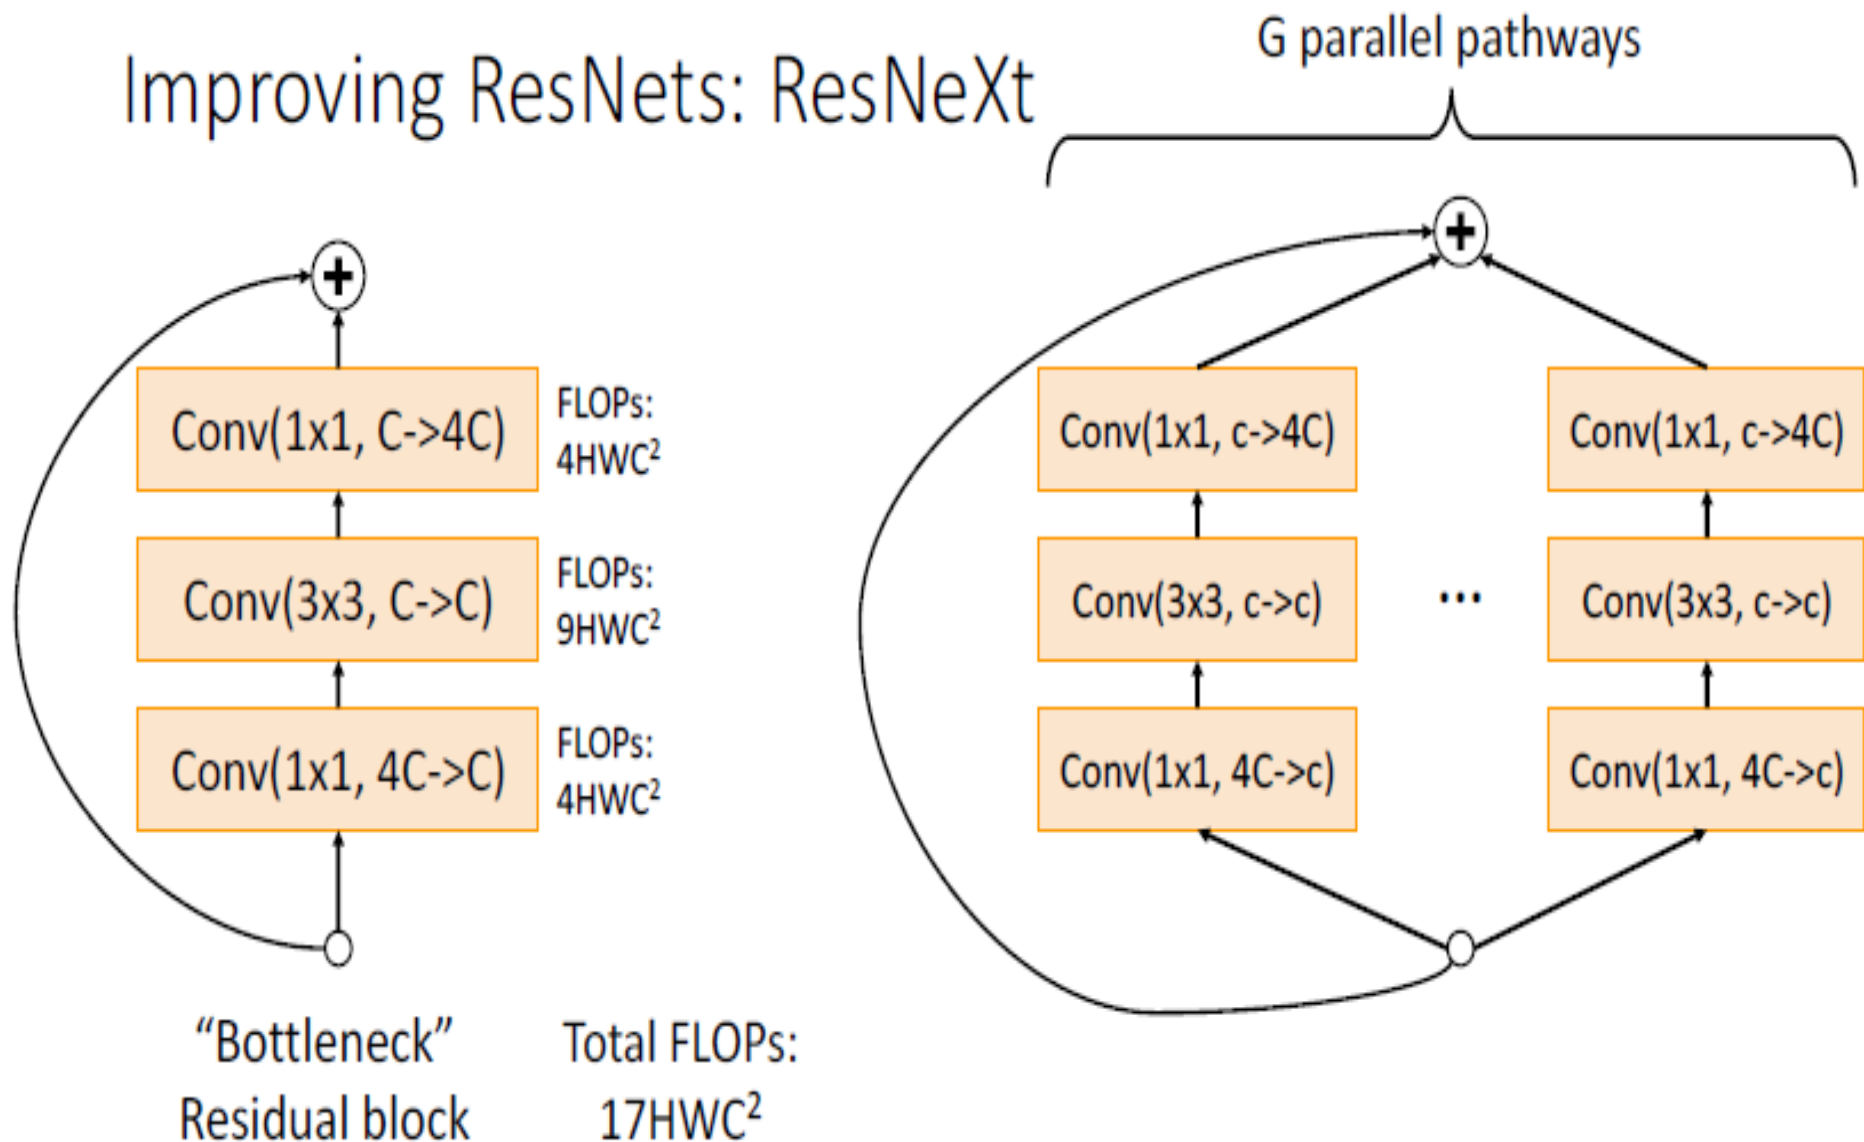 Improving ResNets: ResNeXt
G parallel pathways
+
Conv(1x1, C->4C)
FLOPs:
4HWC²
Conv(3x3, C->C)
FLOPs:
9HWC²
Conv(1x1, 4C->C)
FLOPs:
4HWC²
“Bottleneck”
Residual block
Total FLOPs:
17HWC²
+
Conv(1x1, c->4C)
Conv(3x3, c->c)
Conv(1x1, 4C->c)
...
Conv(1x1, c->4C)
Conv(3x3, c->c)
Conv(1x1, 4C->c)